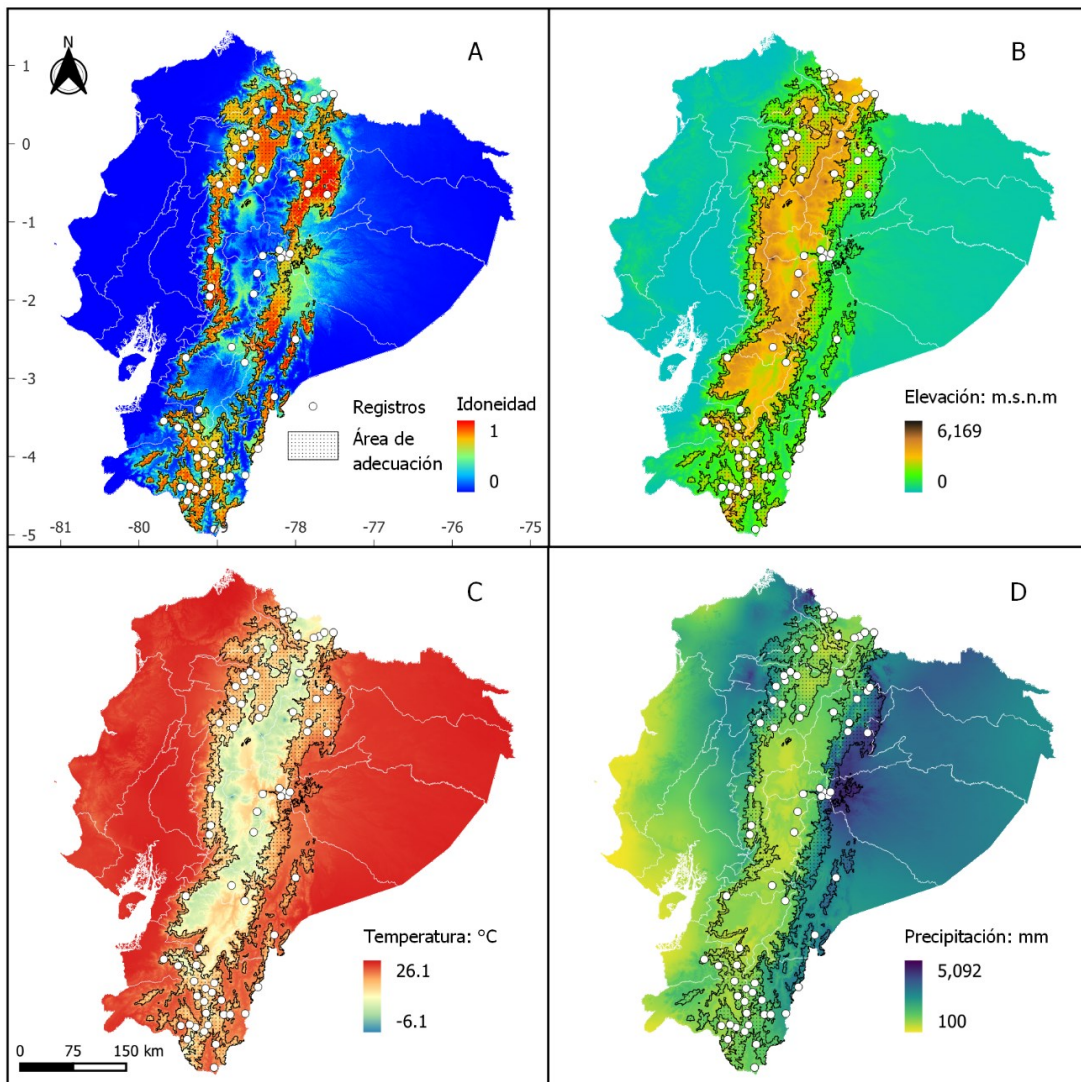 N
A
1
0
-1
-2
-3
-4
-5
-81
-80
-79
-78
-77
-76
-75
Registros
Área de
adecuación
Idoneidad
1
0
B
Elevación: m.s.n.m
6,169
0
C
Temperatura: °C
26.1
-6.1
0 75 150 km
D
Precipitación: mm
5,092
100